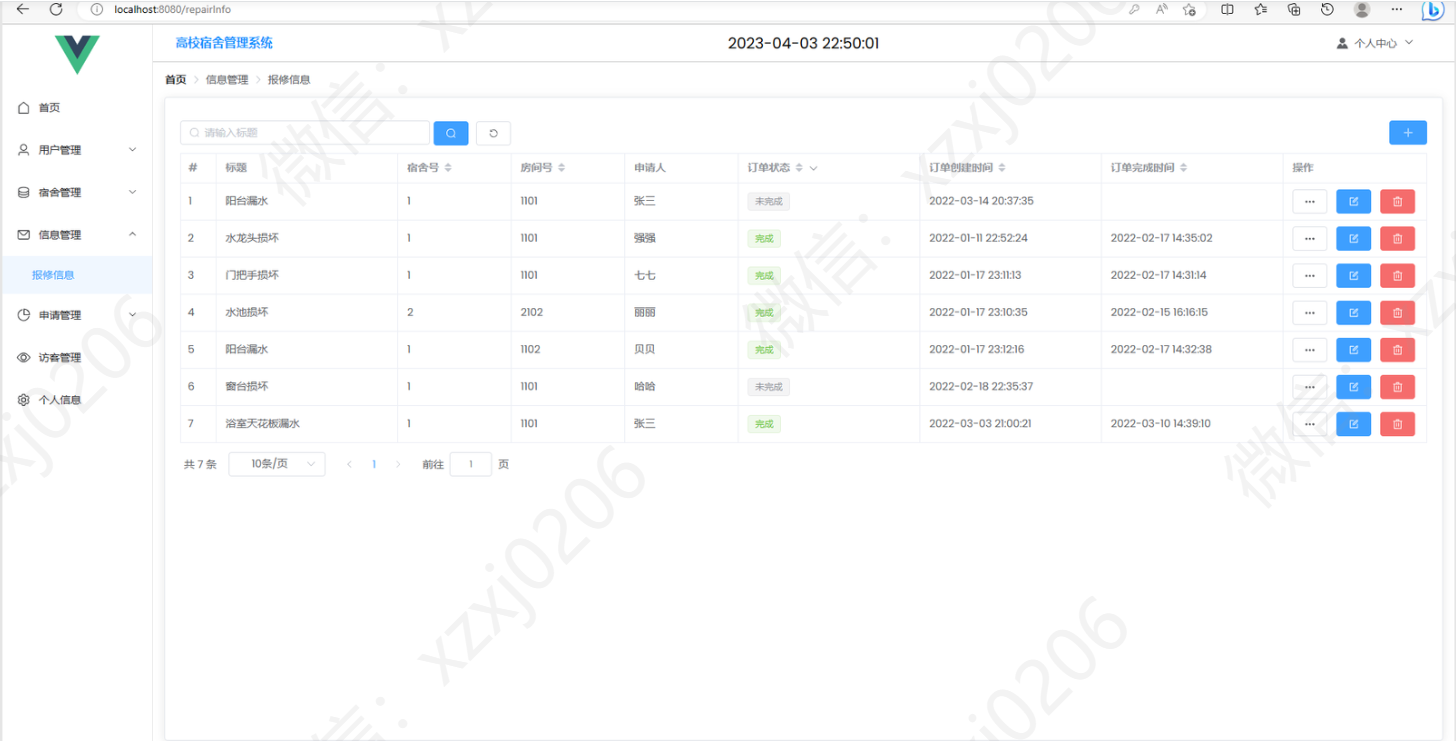 localhost:8080/repairInfo
高校宿舍管理系统 2023-04-03 22:50:01 个人中心
首页 > 信息管理 > 报修信息
首页
用户管理
宿舍管理
信息管理
报修信息
申请管理
访客管理
个人信息
请输入标题
# 标题 宿舍号 房间号 申请人 订单状态 订单创建时间 订单完成时间 操作
1 阳台漏水 1 1101 张三 未完成 2022-03-14 20:37:35
2 水龙头损坏 1 1101 强强 完成 2022-01-11 22:52:24 2022-02-17 14:35:02
3 门把手损坏 1 1101 七七 完成 2022-01-17 23:11:13 2022-02-17 14:31:14
4 水池损坏 2 2102 丽丽 完成 2022-01-17 23:10:35 2022-02-15 16:16:15
5 阳台漏水 1 1102 贝贝 完成 2022-01-17 23:12:16 2022-02-17 14:32:38
6 窗台损坏 1 1101 哈哈 未完成 2022-02-18 22:35:37
7 浴室天花板漏水 1 1101 张三 完成 2022-03-03 21:00:21 2022-03-10 14:39:10
共 7 条 10条/页 < 1 > 前往 1 页
微信：xzxj0206